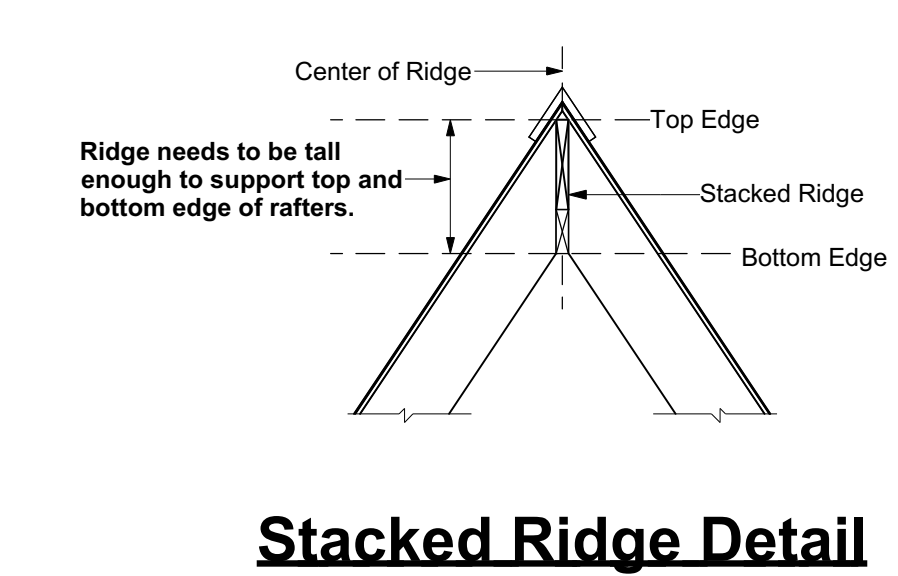 Center of Ridge
Top Edge
Ridge needs to be tall
enough to support top and
bottom edge of rafters.
Stacked Ridge
Bottom Edge
Stacked Ridge Detail